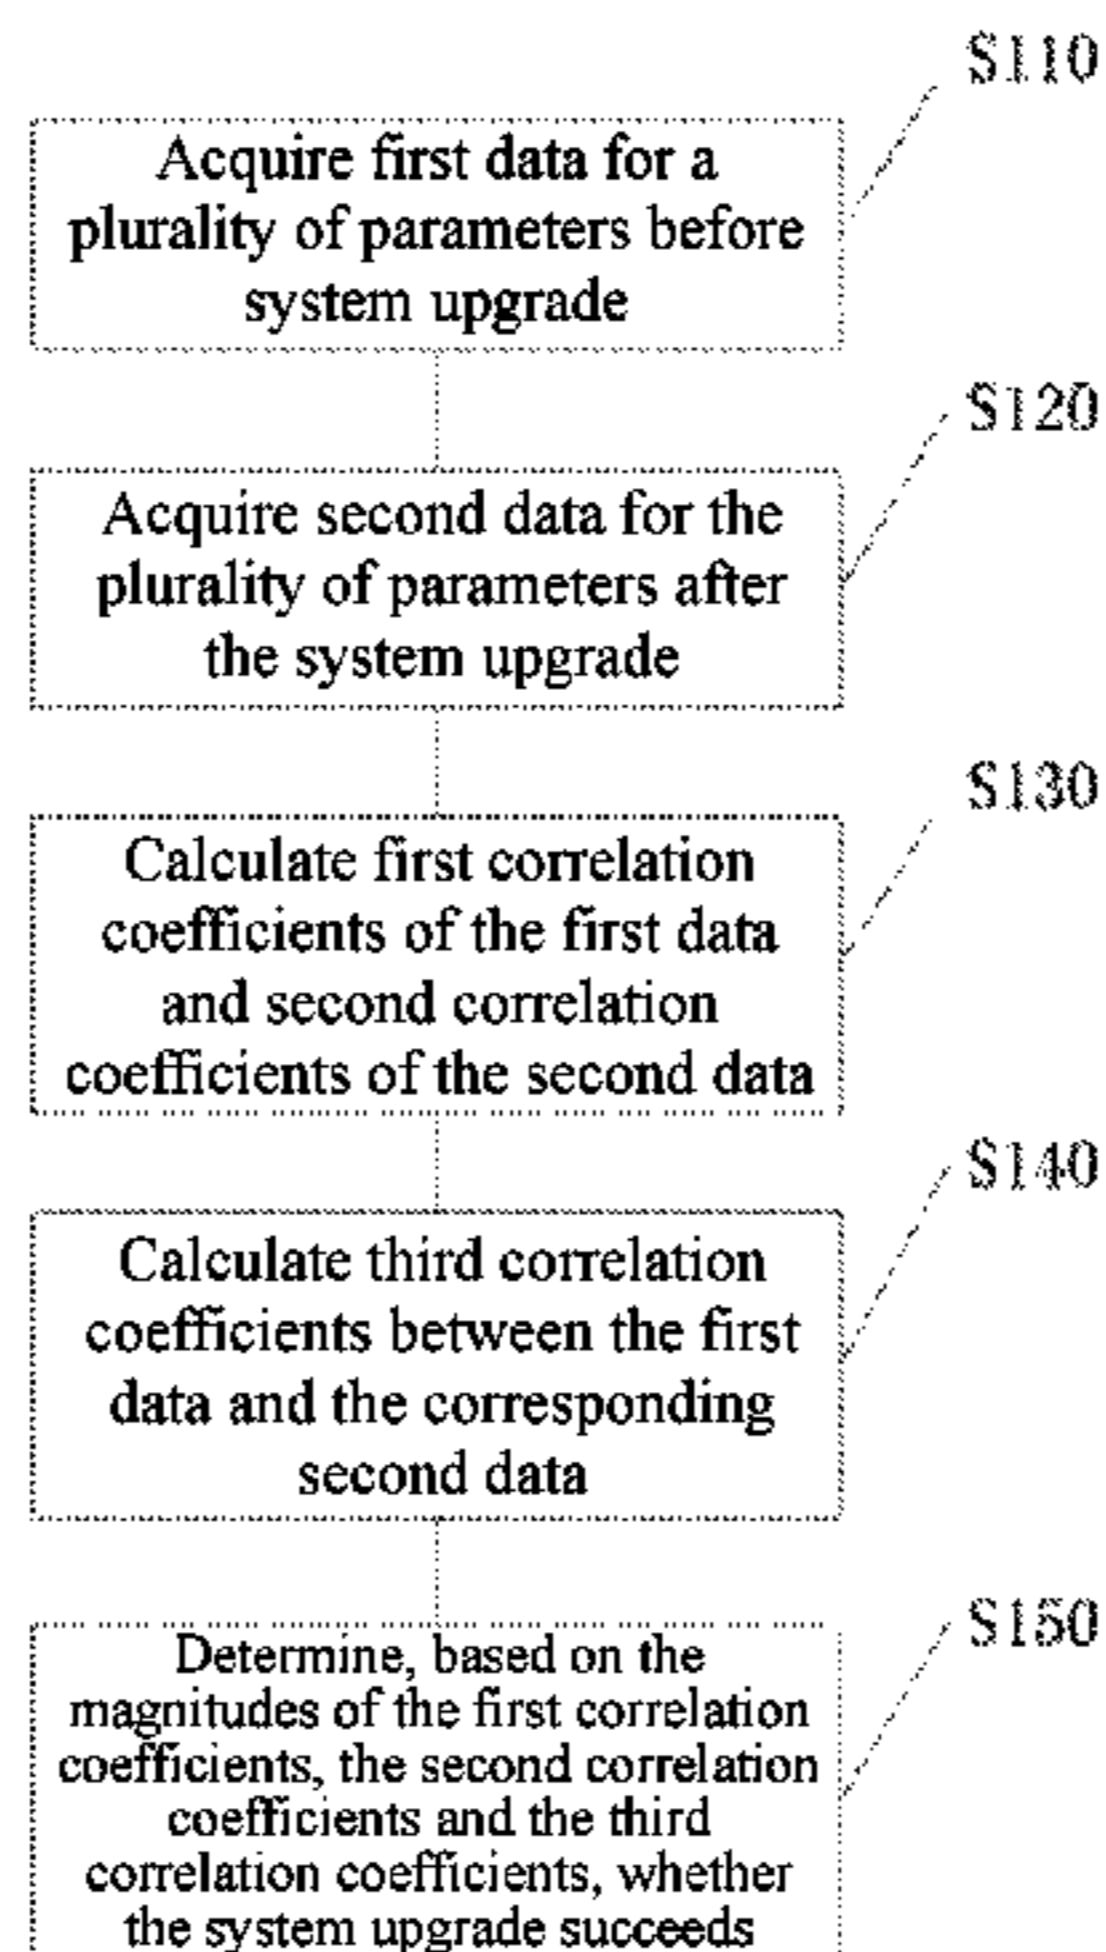 S110
Acquire first data for a
plurality of parameters before
system upgrade
S120
Acquire second data for the
plurality of parameters after
the system upgrade
S130
Calculate first correlation
coefficients of the first data
and second correlation
coefficients of the second data
S140
Calculate third correlation
coefficients between the first
data and the corresponding
second data
S150
Determine, based on the
magnitudes of the first correlation
coefficients, the second correlation
coefficients and the third
correlation coefficients, whether
the system upgrade succeeds